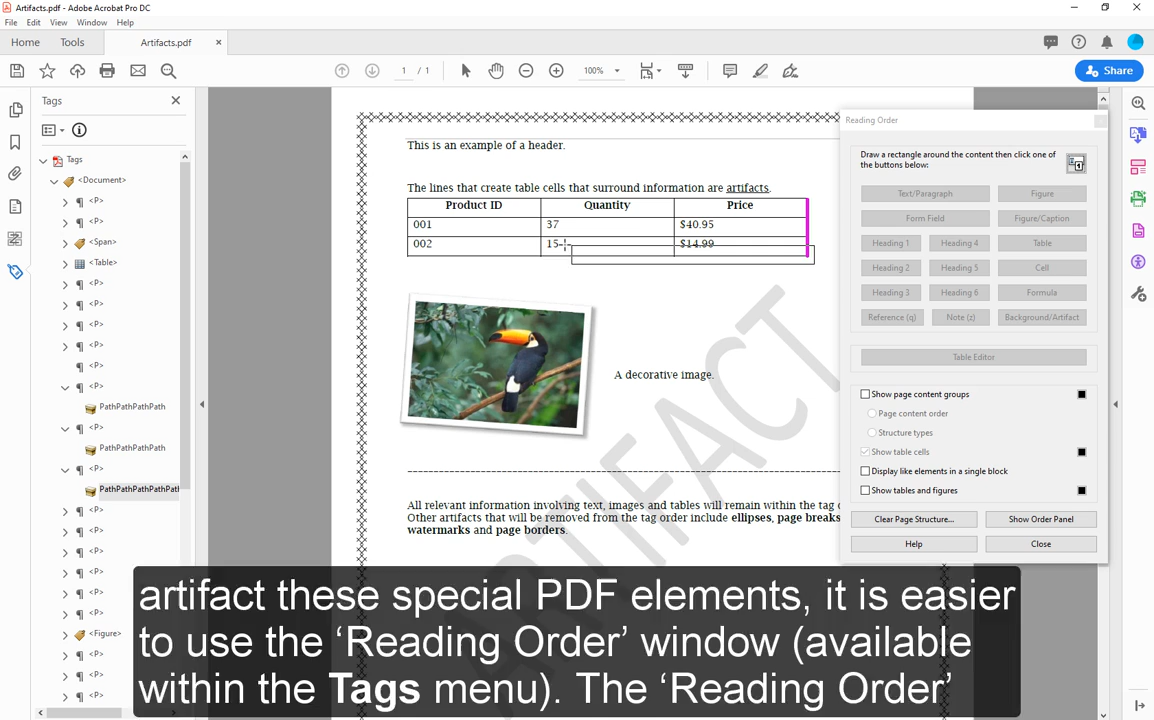 Artifacts.pdf - Adobe Acrobat Pro DC
File Edit View Window Help
Home Tools Artifacts.pdf ×
1 / 1 100% Share
Tags
Tags
<Document>
<P>
<P>
<Span>
<Table>
<P>
<P>
<P>
<P>
<P>
<P>
PathPathPathPath
<P>
PathPathPathPath
<P>
PathPathPathPathPath
<P>
<P>
<P>
<P>
<P>
<P>
<Figure>
<P>
<P>
<P>
This is an example of a header.
The lines that create table cells that surround information are artifacts.
Product ID Quantity Price
001 37 $40.95
002 15 $14.99
A decorative image.
ARTIFACT
All relevant information involving text, images and tables will remain within the tag
Other artifacts that will be removed from the tag order include ellipses, page breaks
watermarks and page borders.
Reading Order
Draw a rectangle around the content then click one of
the buttons below:
Text/Paragraph Figure
Form Field Figure/Caption
Heading 1 Heading 4 Table
Heading 2 Heading 5 Cell
Heading 3 Heading 6 Formula
Reference (q) Note (z) Background/Artifact
Table Editor
Show page content groups
Page content order
Structure types
Show table cells
Display like elements in a single block
Show tables and figures
Clear Page Structure... Show Order Panel
Help Close
artifact these special PDF elements, it is easier
to use the ‘Reading Order’ window (available
within the Tags menu). The ‘Reading Order’